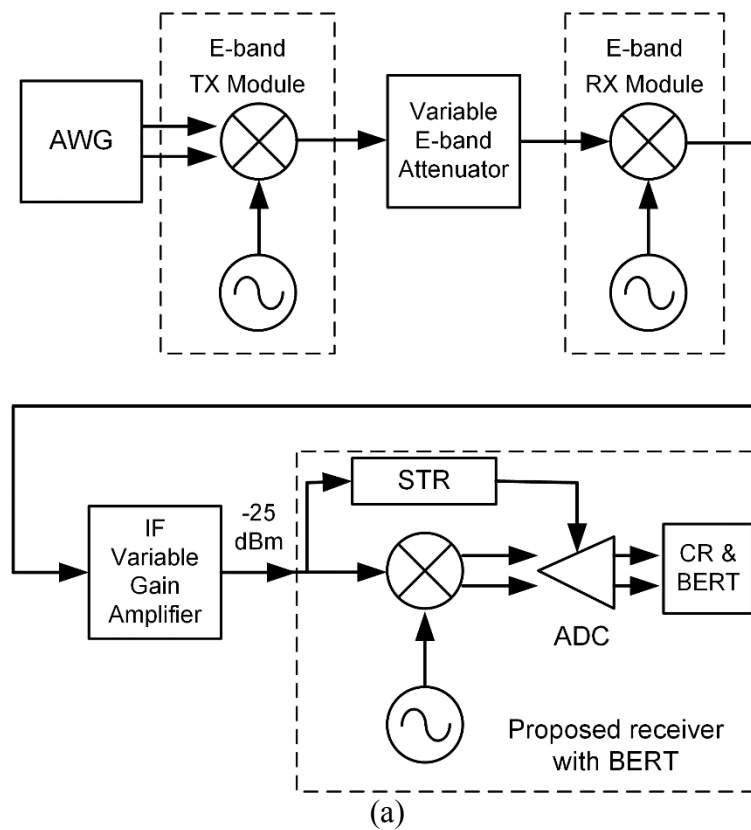 E-band
TX Module
AWG
Variable
E-band
Attenuator
E-band
RX Module
IF
Variable
Gain
Amplifier
-25
dBm
STR
ADC
CR &
BERT
Proposed receiver
with BERT
(a)